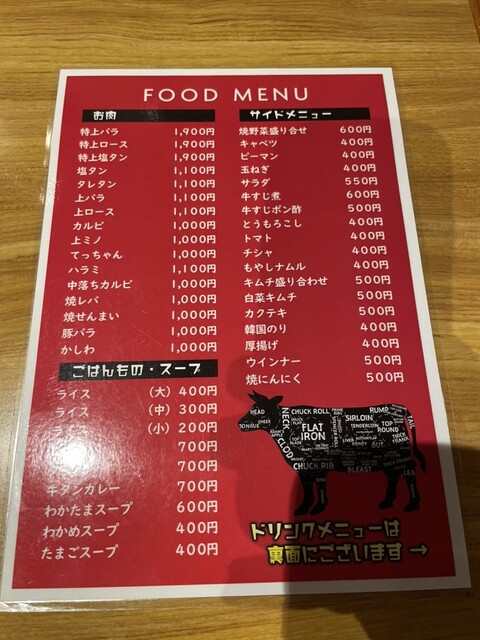 FOOD MENU
お肉
特上バラ 1,900円
特上ロース 1,900円
特上塩タン 1,900円
塩タン 1,100円
タレタン 1,100円
上バラ 1,100円
上ロース 1,100円
カルビ 1,000円
上ミノ 1,000円
てっちゃん 1,000円
ハラミ 1,100円
中落ちカルビ 1,000円
焼レバ 1,000円
焼せんまい 1,000円
豚バラ 1,000円
かしわ 1,000円
ごはんもの・スープ
ライス (大) 400円
ライス (中) 300円
ライス (小) 200円
700円
700円
牛タンカレー 700円
わかたまスープ 600円
わかめスープ 400円
たまごスープ 400円
サイドメニュー
焼野菜盛り合せ 600円
キャベツ 400円
ピーマン 400円
玉ねぎ 400円
サラダ 550円
牛すじ煮 600円
牛すじポン酢 500円
とうもろこし 400円
トマト 400円
チシャ 400円
もやしナムル 400円
キムチ盛り合わせ 500円
白菜キムチ 500円
カクテキ 500円
韓国のり 400円
厚揚げ 400円
ウインナー 500円
焼にんにく 500円
HEAD
CHEEK
TONGUE
NECK
CLOD
CHUCK ROLL
FLAT IRON
CHUCK RIB
SIRLOIN
TENDERLOIN
RUMP
TOP ROUND
THICK FLANK
TAIL
BLEAST
LEG
ドリンクメニューは
裏面にございます→